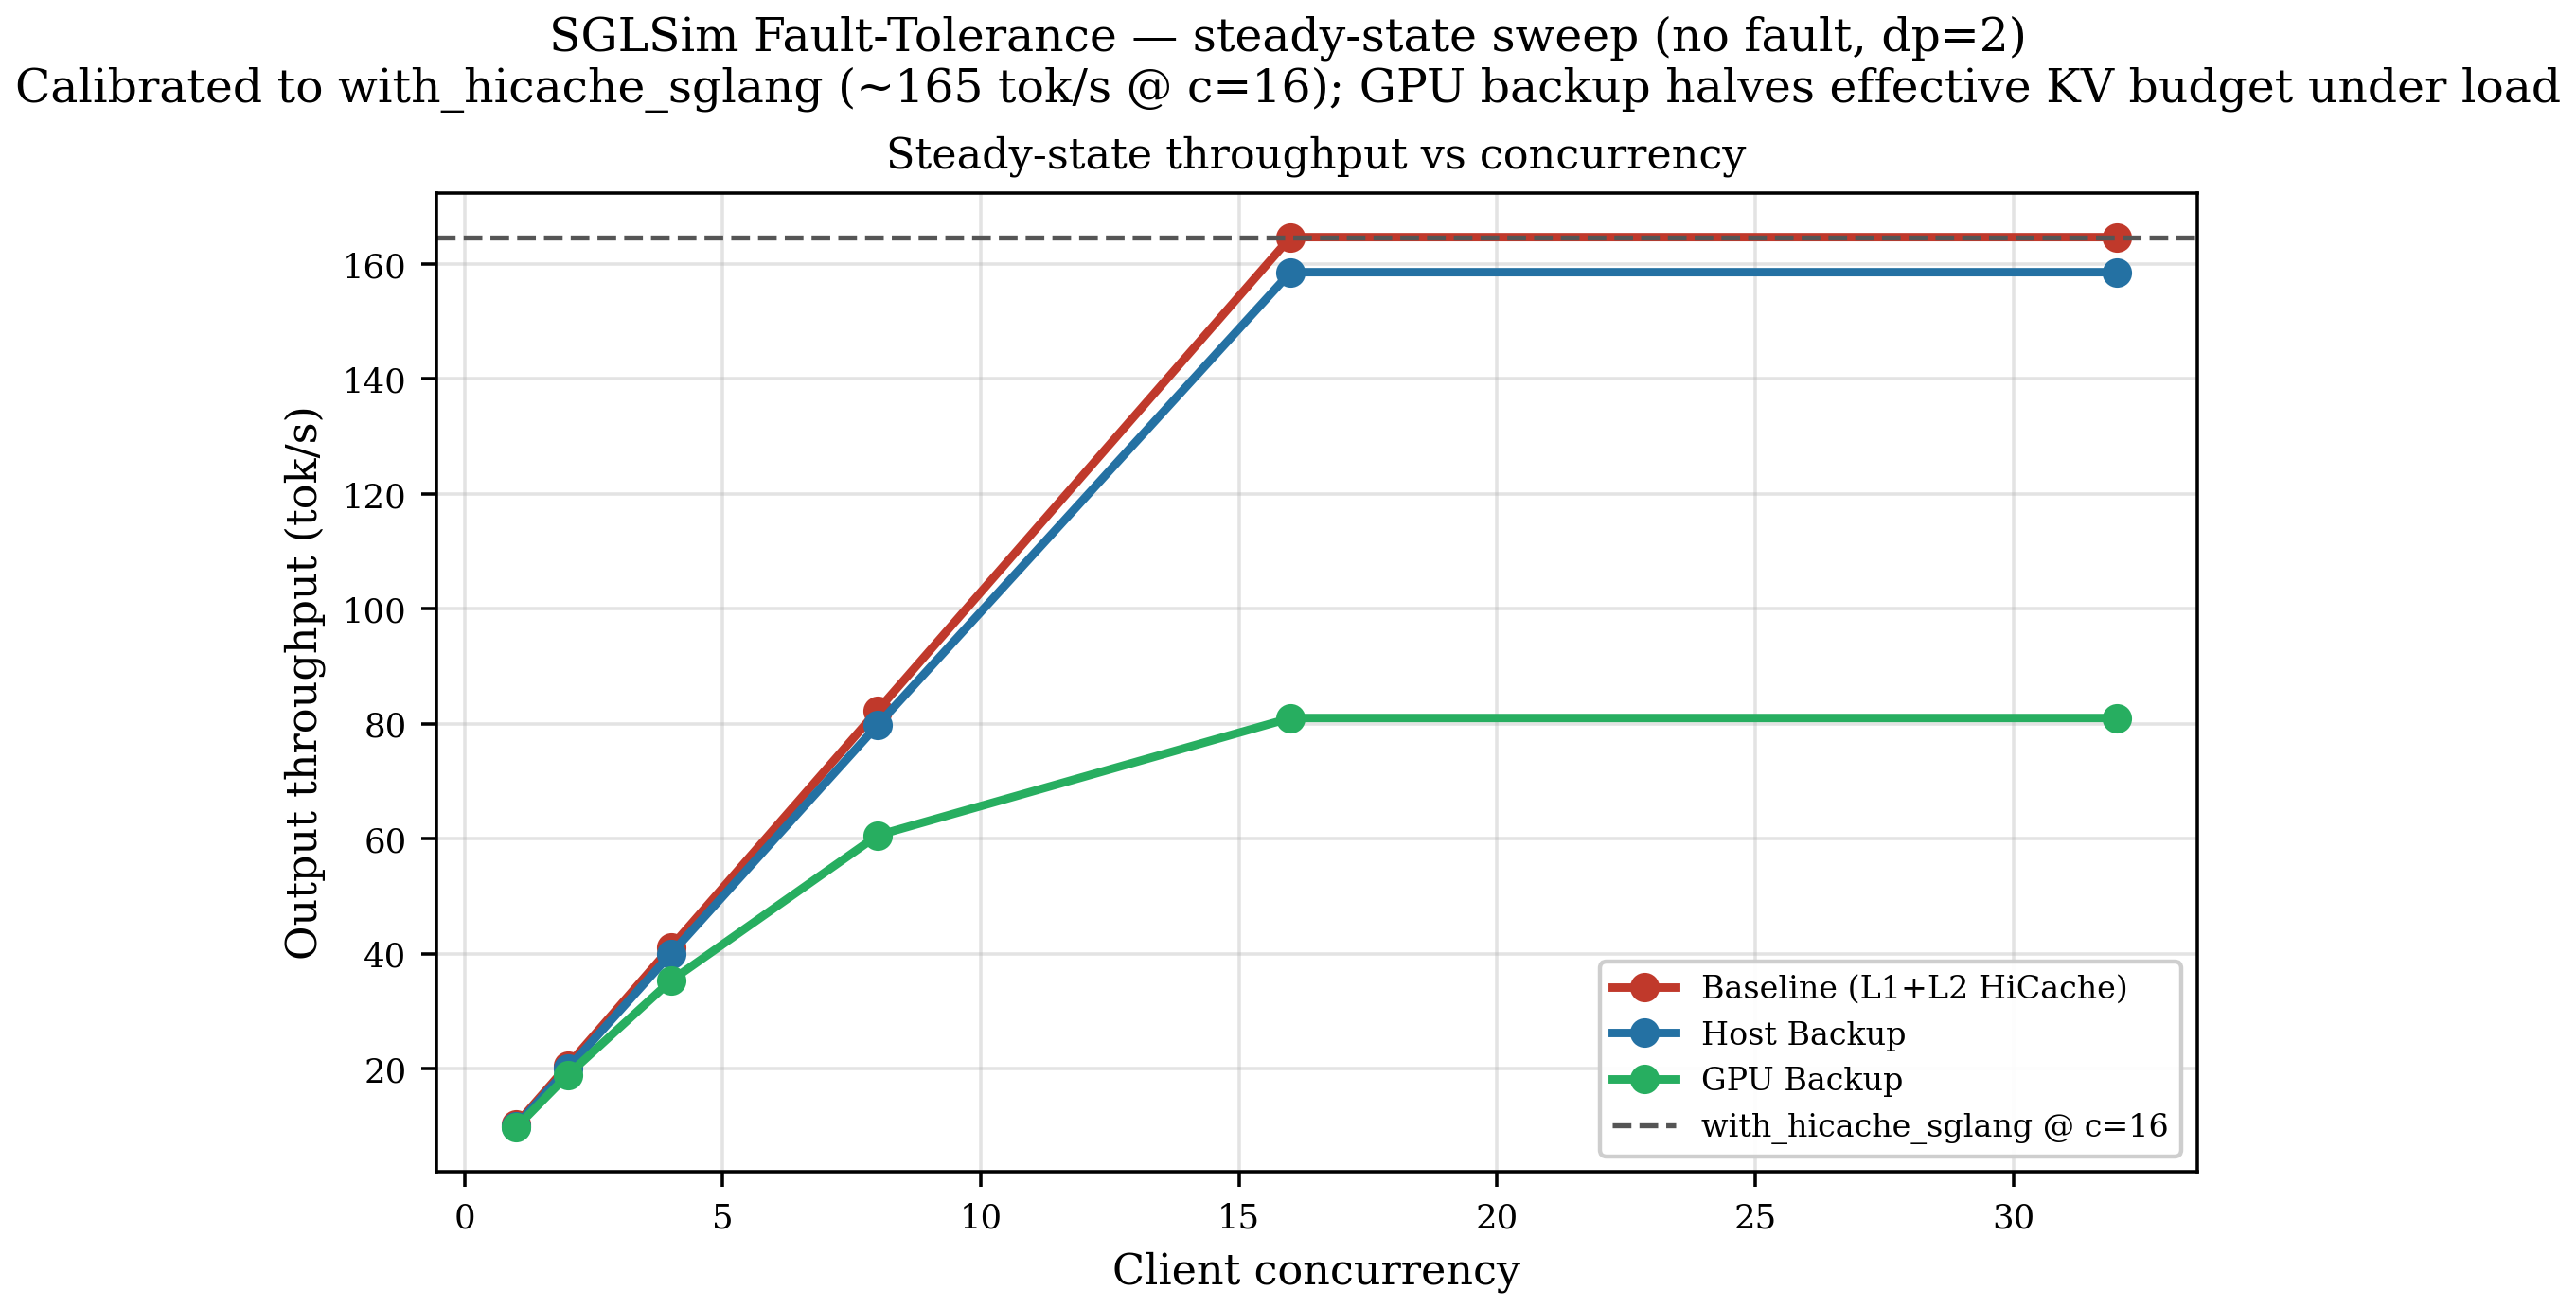 SGLSim Fault-Tolerance — steady-state sweep (no fault, dp=2)
Calibrated to with_hicache_sglang (~165 tok/s @ c=16); GPU backup halves effective KV budget under load
Steady-state throughput vs concurrency
Output throughput (tok/s)
160
140
120
100
80
60
40
20
0 5 10 15 20 25 30
Client concurrency
Baseline (L1+L2 HiCache)
Host Backup
GPU Backup
with_hicache_sglang @ c=16